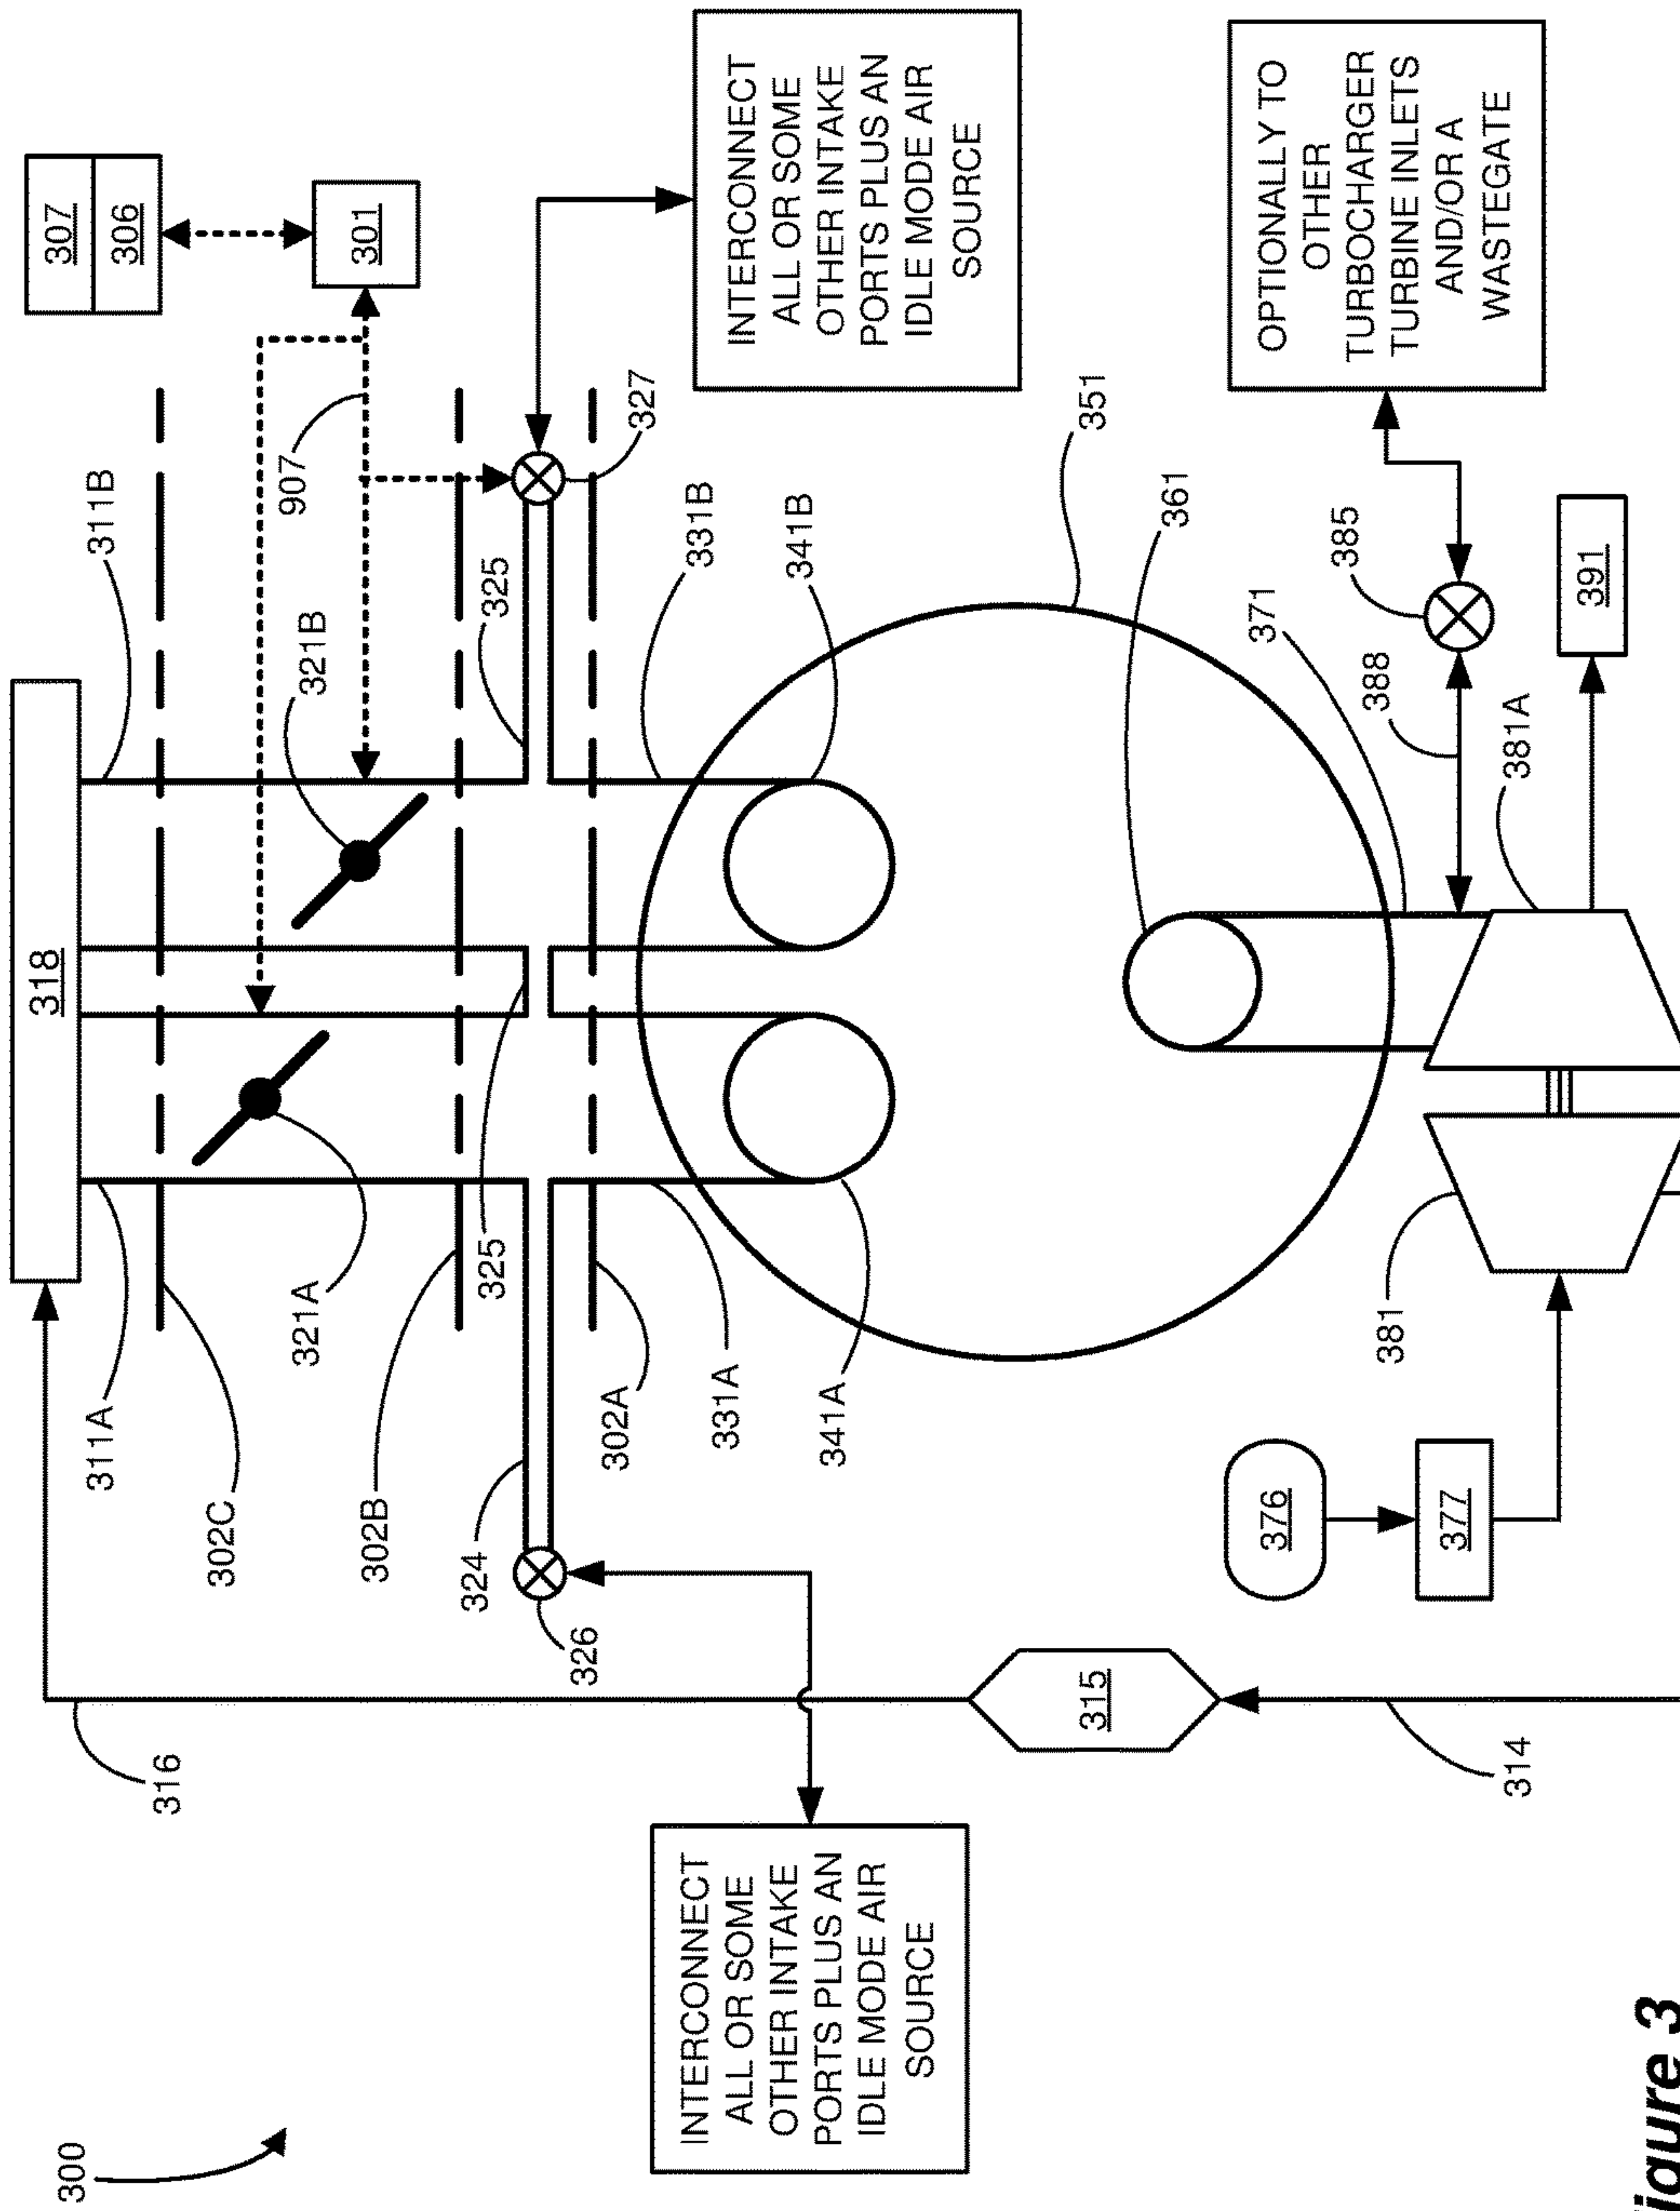 300
318
307
306
311A
311B
316
302C
907
321A
321B
301
302B
324
325
325
326
302A
327
INTERCONNECT
ALL OR SOME
OTHER INTAKE
PORTS PLUS AN
IDLE MODE AIR
SOURCE
331A
331B
INTERCONNECT
ALL OR SOME
OTHER INTAKE
PORTS PLUS AN
IDLE MODE AIR
SOURCE
341A
341B
315
351
361
376
371
OPTIONALLY TO
OTHER
TURBOCHARGER
TURBINE INLETS
AND/OR A
WASTEGATE
385
388
381
377
314
381A
391
igure 3